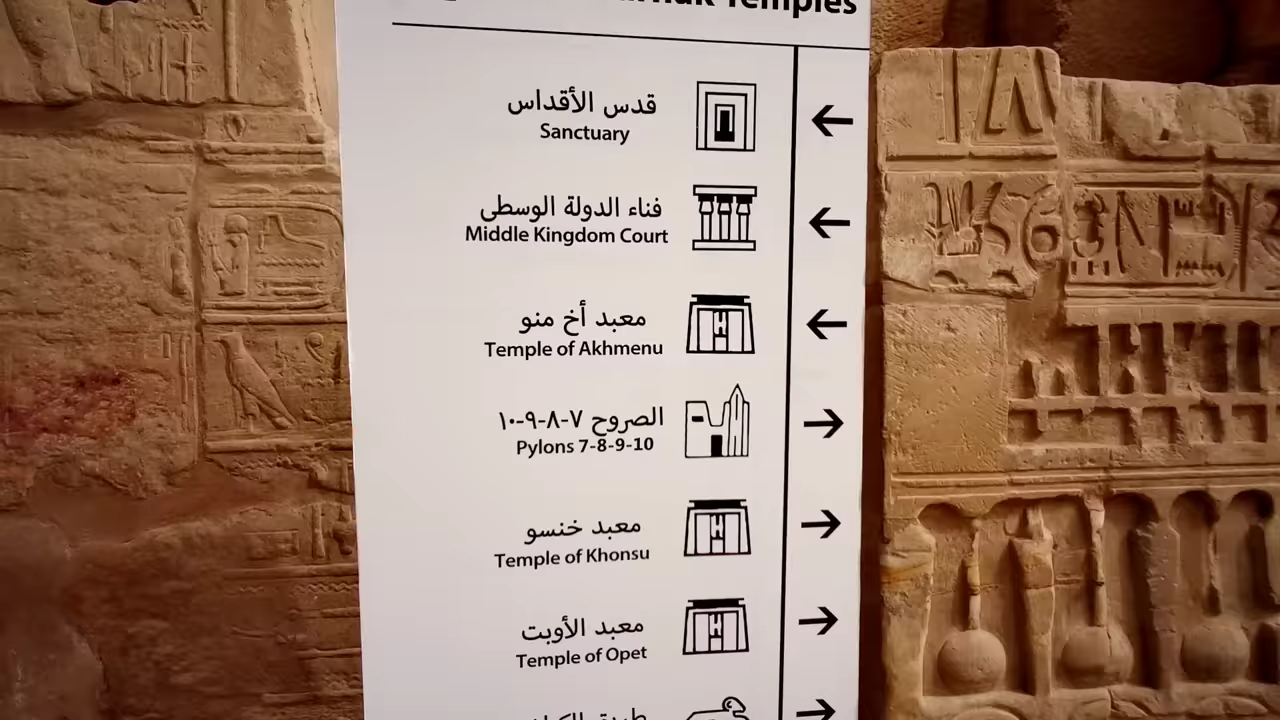 Temples
قدس الأقداس
Sanctuary
فناء الدولة الوسطى
Middle Kingdom Court
معبد أخ منو
Temple of Akhmenu
الصروح ٧-٨-٩-١٠
Pylons 7-8-9-10
معبد خنسو
Temple of Khonsu
معبد الأوبت
Temple of Opet